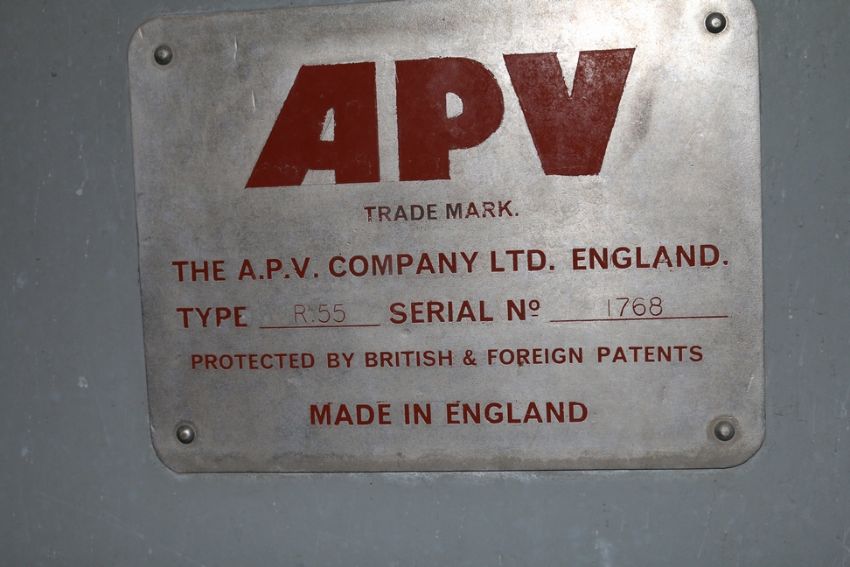 APV
TRADE MARK.
THE A.P.V. COMPANY LTD. ENGLAND.
TYPE R.55 SERIAL Nº 1768
PROTECTED BY BRITISH & FOREIGN PATENTS
MADE IN ENGLAND